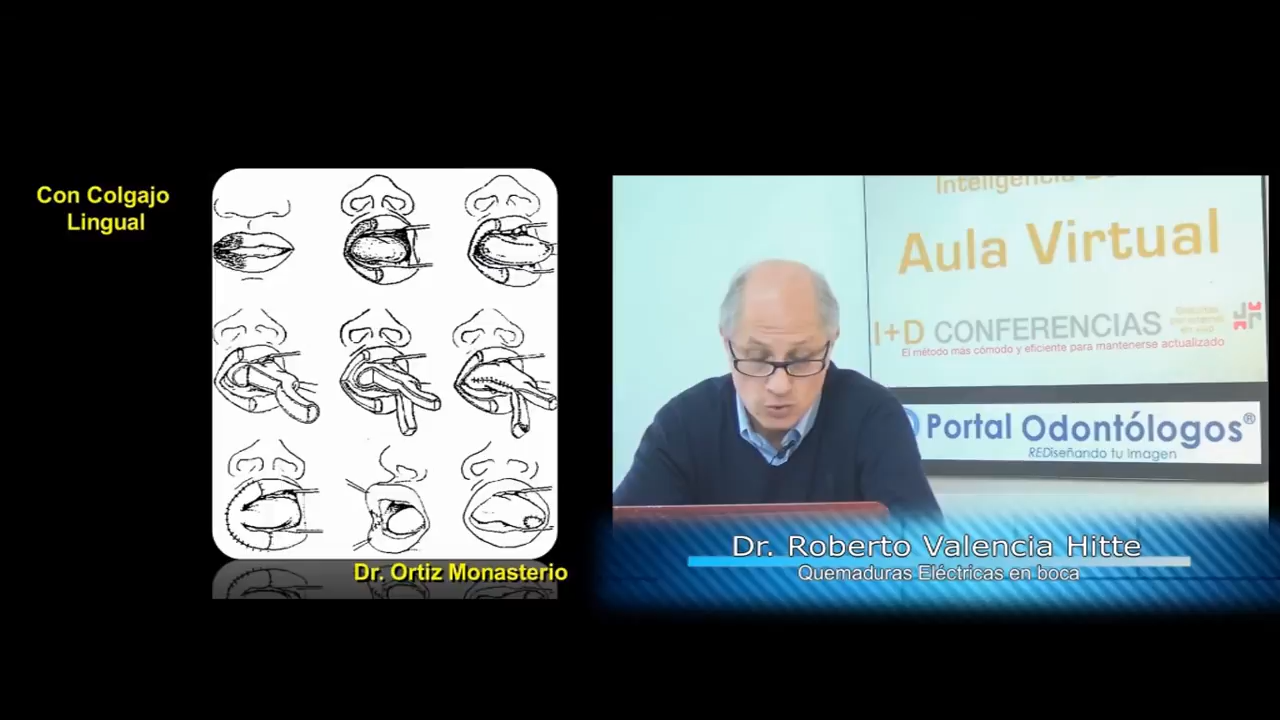 Con Colgajo
Lingual
Dr. Ortiz Monasterio
Inteligencia
Aula Virtual
I+D CONFERENCIAS
El método más cómodo y eficiente para mantenerse actualizado
Portal Odontólogos®
REDiseñando tu imagen
Dr. Roberto Valencia Hitte
Quemaduras Eléctricas en boca